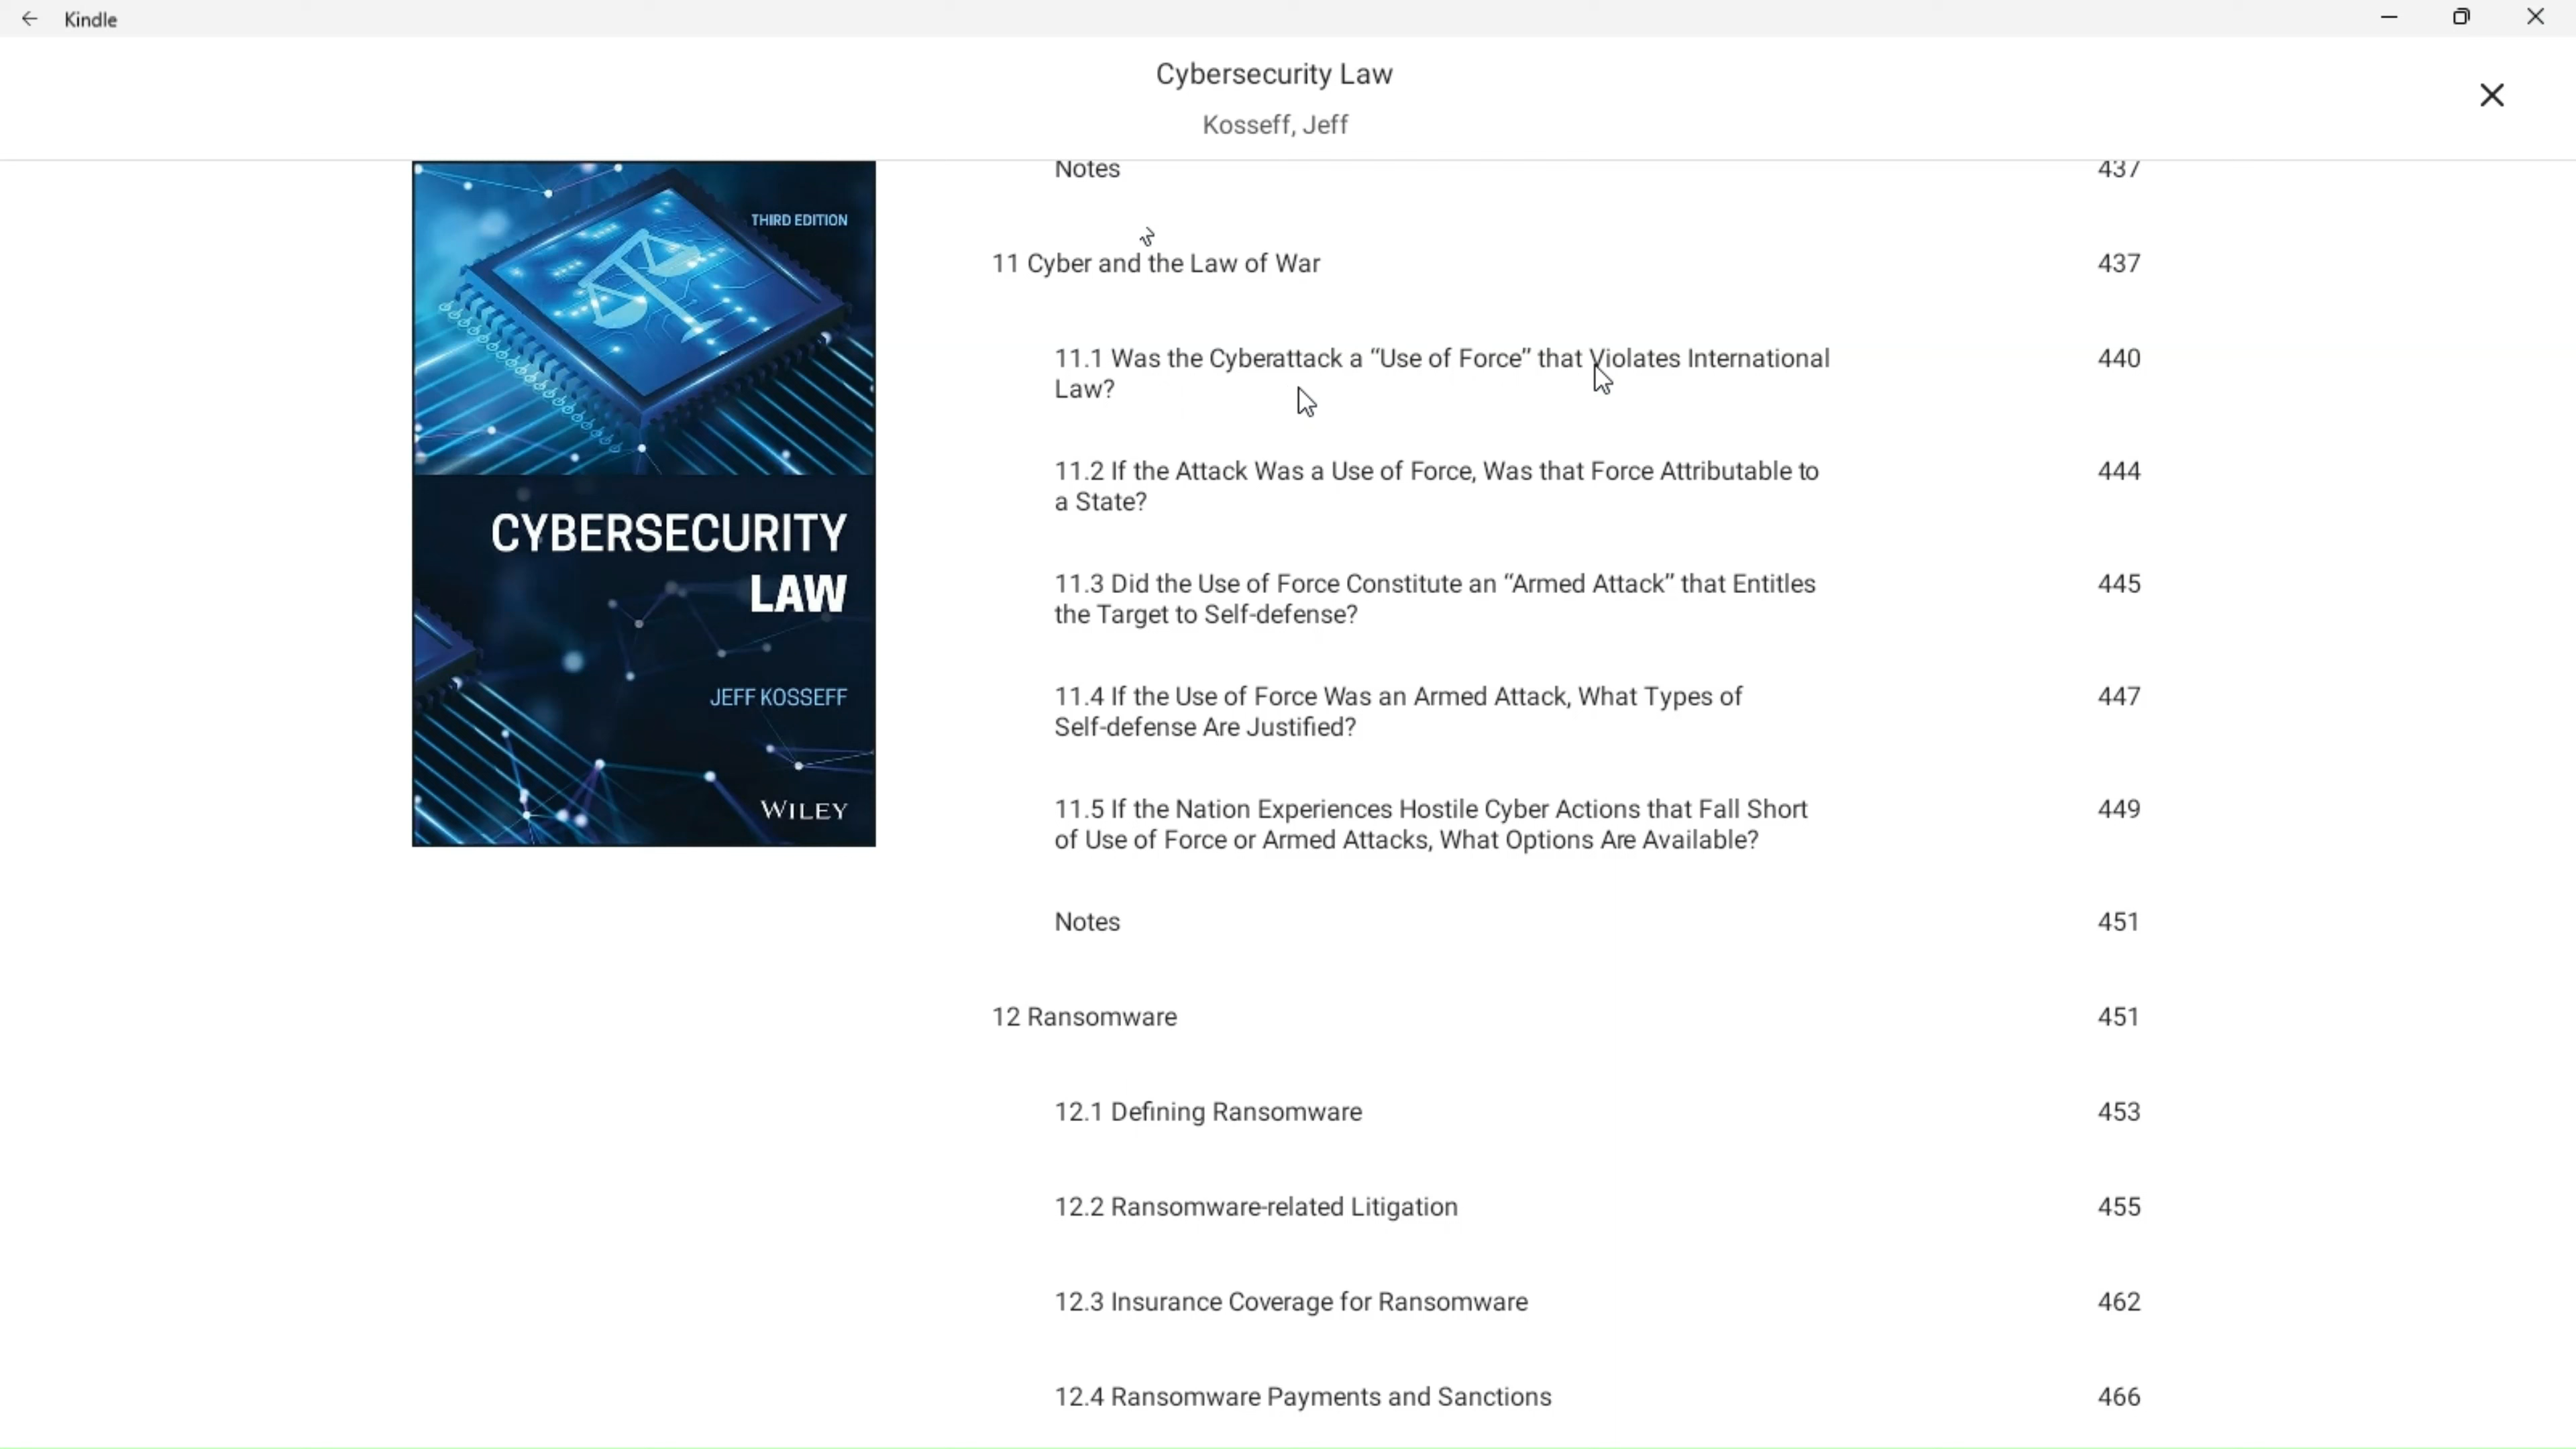 Kindle
Cybersecurity Law
Kosseff, Jeff
THIRD EDITION
CYBERSECURITY
LAW
JEFF KOSSEFF
WILEY
Notes 437
11 Cyber and the Law of War 437
11.1 Was the Cyberattack a “Use of Force” that Violates International 440
Law?
11.2 If the Attack Was a Use of Force, Was that Force Attributable to 444
a State?
11.3 Did the Use of Force Constitute an “Armed Attack” that Entitles 445
the Target to Self-defense?
11.4 If the Use of Force Was an Armed Attack, What Types of 447
Self-defense Are Justified?
11.5 If the Nation Experiences Hostile Cyber Actions that Fall Short 449
of Use of Force or Armed Attacks, What Options Are Available?
Notes 451
12 Ransomware 451
12.1 Defining Ransomware 453
12.2 Ransomware-related Litigation 455
12.3 Insurance Coverage for Ransomware 462
12.4 Ransomware Payments and Sanctions 466